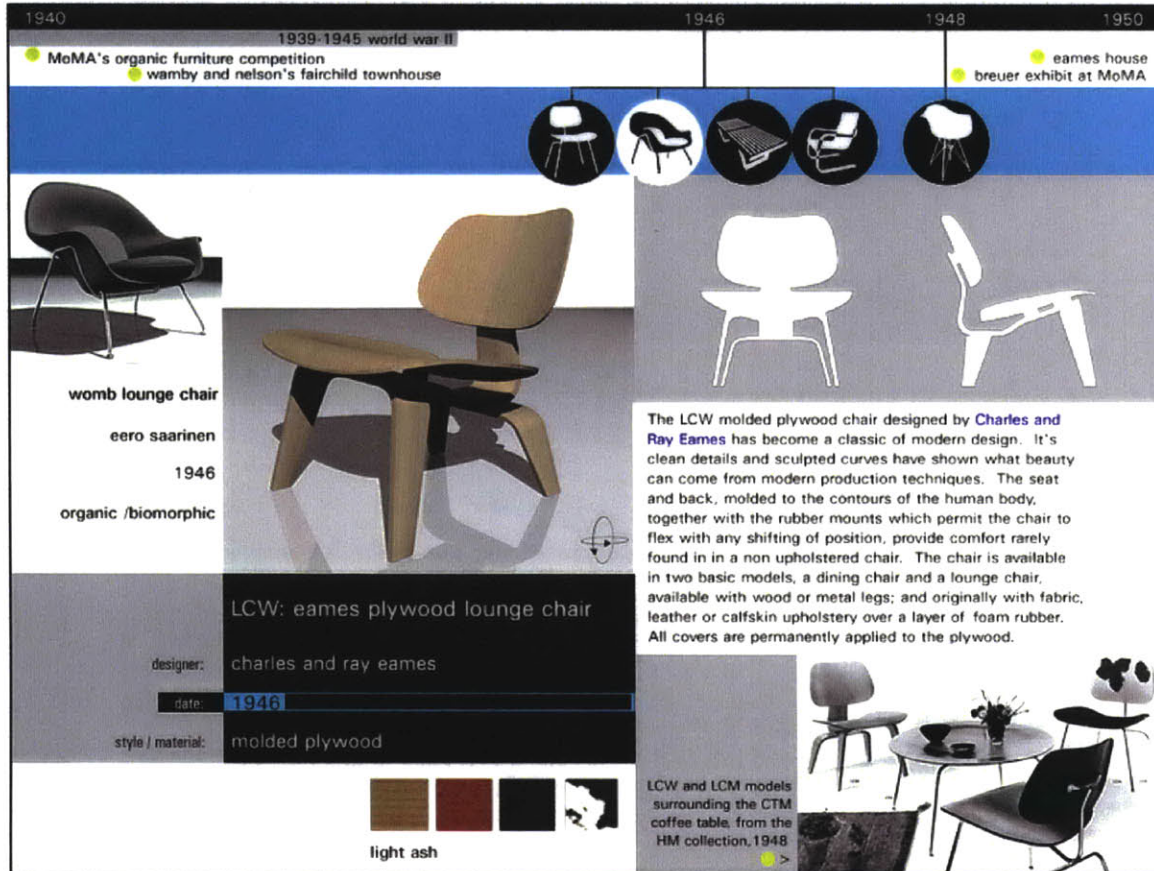 1940
1946
1948
1950
1939-1945 world war II
MoMA's organic furniture competition
wamby and nelson's fairchild townhouse
eames house
breuer exhibit at MoMA
womb lounge chair
eero saarinen
1946
organic /biomorphic
The LCW molded plywood chair designed by Charles and
Ray Eames has become a classic of modern design. It's
clean details and sculpted curves have shown what beauty
can come from modern production techniques. The seat
and back, molded to the contours of the human body,
together with the rubber mounts which permit the chair to
flex with any shifting of position, provide comfort rarely
found in in a non upholstered chair. The chair is available
in two basic models, a dining chair and a lounge chair,
available with wood or metal legs; and originally with fabric,
leather or calfskin upholstery over a layer of foam rubber.
All covers are permanently applied to the plywood.
LCW: eames plywood lounge chair
designer: charles and ray eames
date: 1946
style / material: molded plywood
light ash
LCW and LCM models
surrounding the CTM
coffee table, from the
HM collection,1948
>